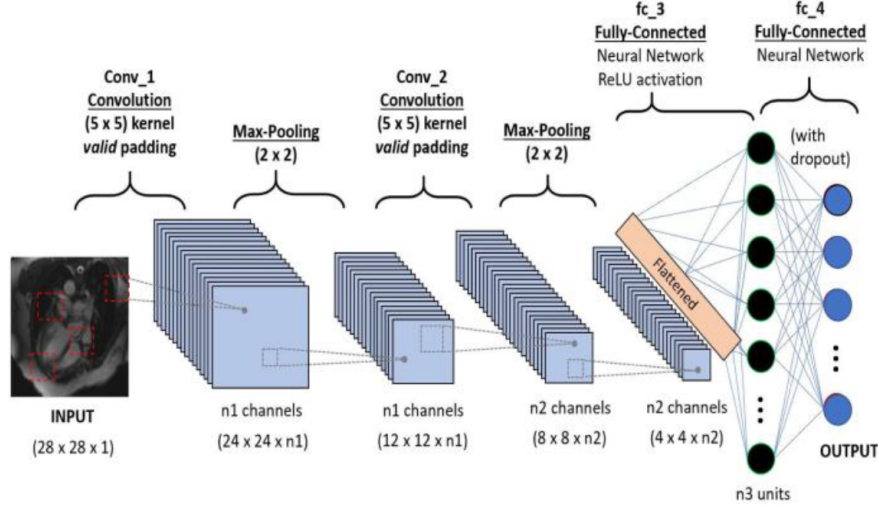 fc_3
Fully-Connected
Neural Network
ReLU activation
fc_4
Fully-Connected
Neural Network
Conv_1
Convolution
(5 x 5) kernel
valid padding
Max-Pooling
(2 x 2)
Conv_2
Convolution
(5 x 5) kernel
valid padding
Max-Pooling
(2 x 2)
(with
dropout)
Flattened
INPUT
(28 x 28 x 1)
n1 channels
(24 x 24 x n1)
n1 channels
(12 x 12 x n1)
n2 channels
(8 x 8 x n2)
n2 channels
(4 x 4 x n2)
OUTPUT
n3 units